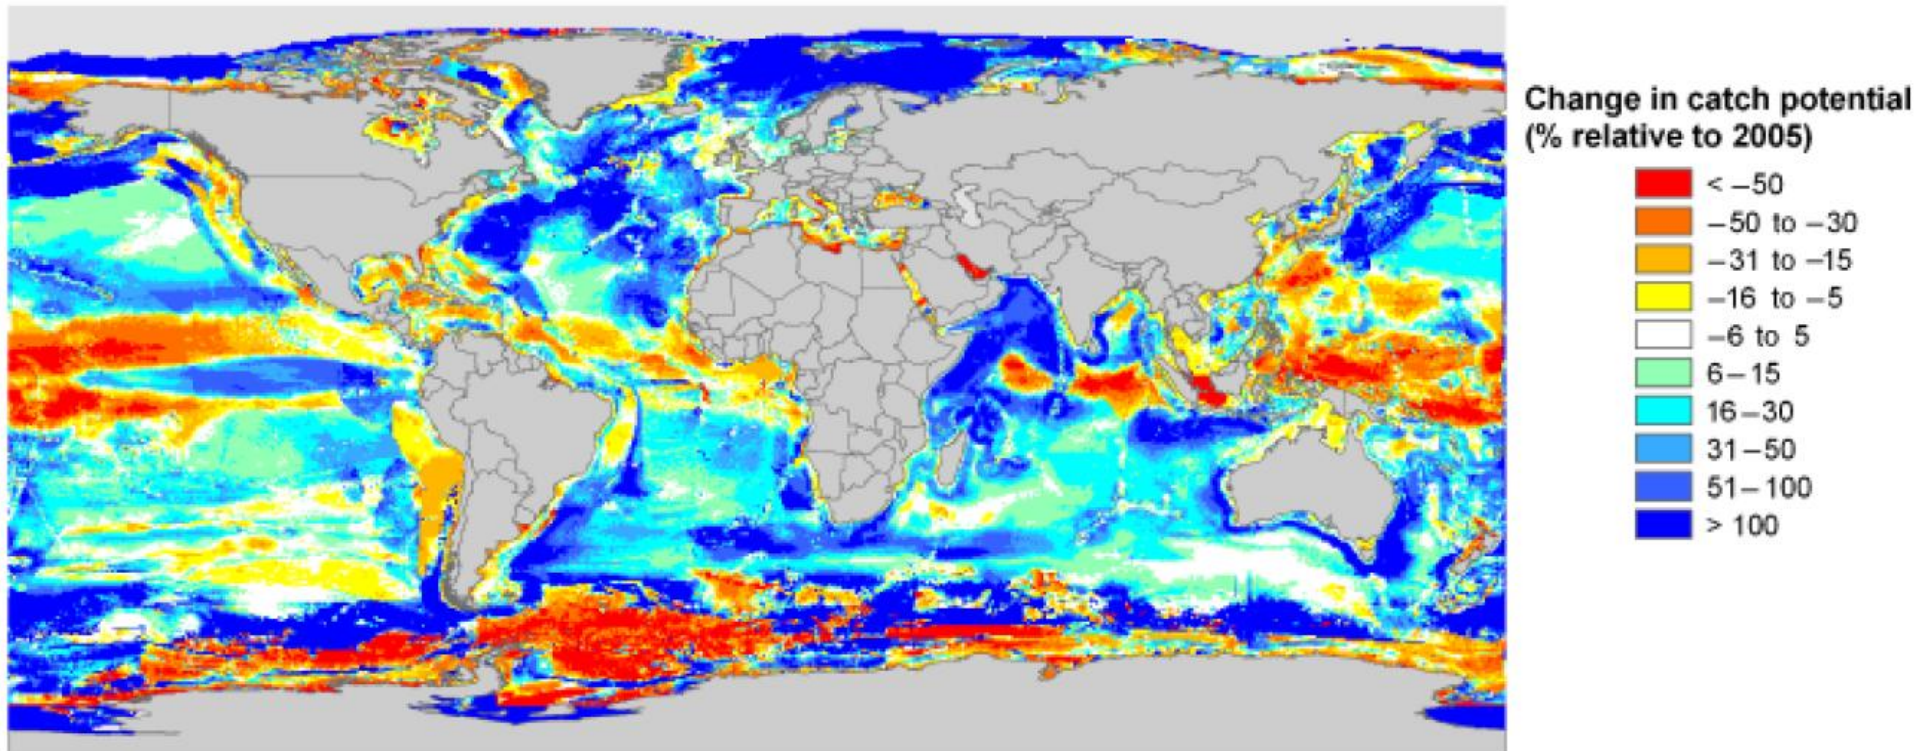 Change in catch potential
(% relative to 2005)
< –50
–50 to –30
–31 to –15
–16 to –5
–6 to 5
6–15
16–30
31–50
51–100
> 100